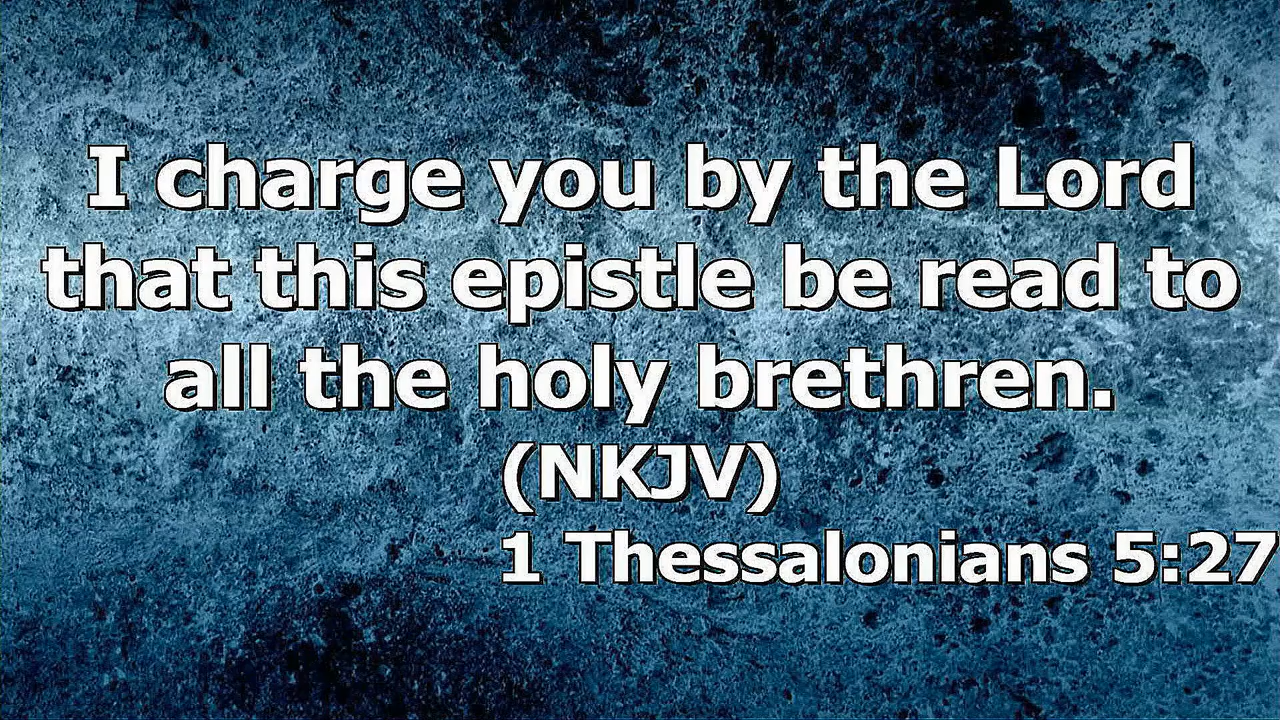 I charge you by the Lord
that this epistle be read to
all the holy brethren.
(NKJV)
1 Thessalonians 5:27